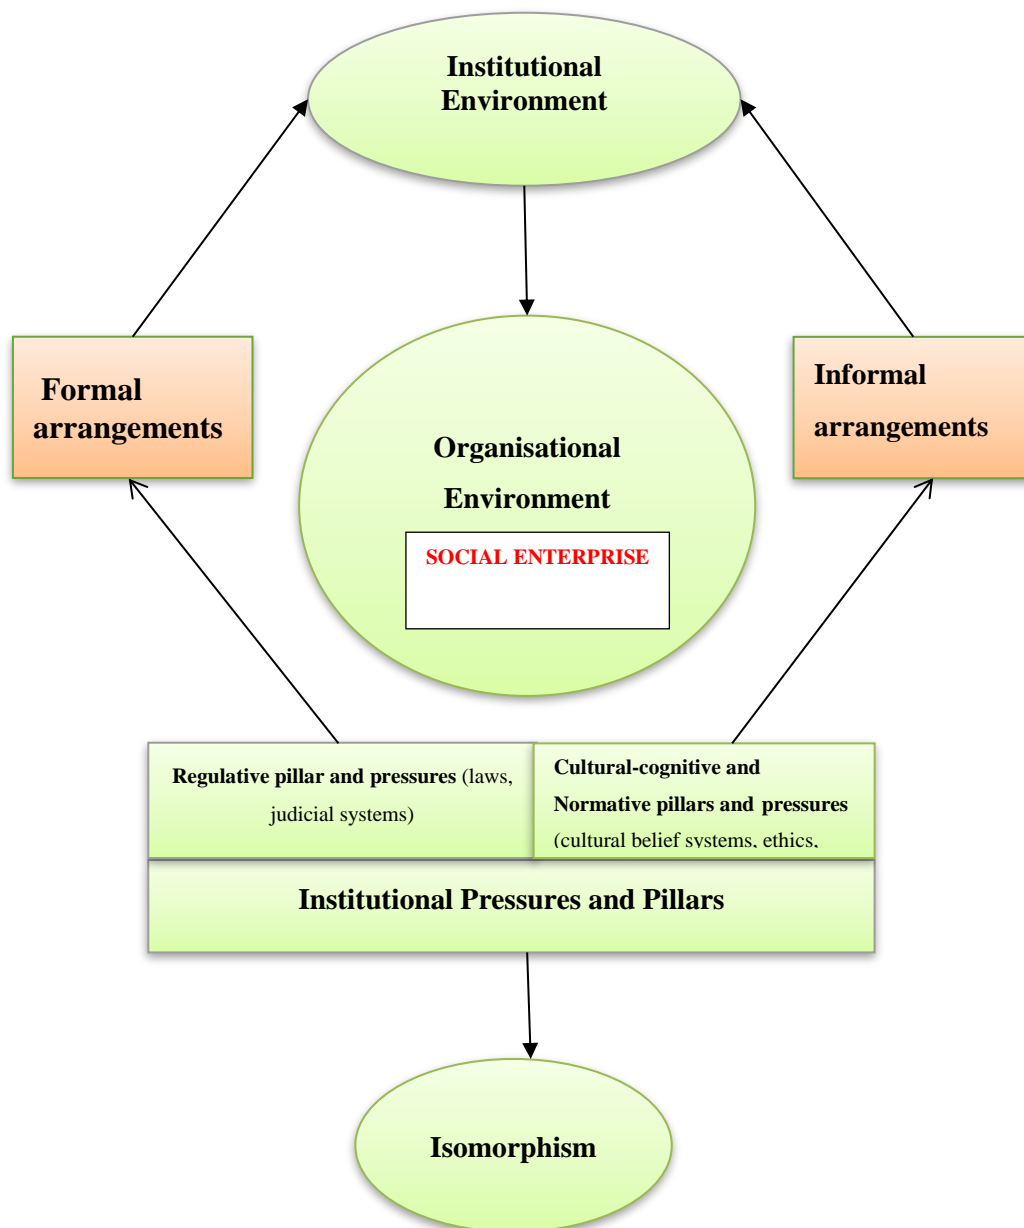 Institutional
Environment
Formal
arrangements
Informal
arrangements
Organisational
Environment
SOCIAL ENTERPRISE
Regulative pillar and pressures (laws,
judicial systems)
Cultural-cognitive and
Normative pillars and pressures
(cultural belief systems, ethics,
Institutional Pressures and Pillars
Isomorphism